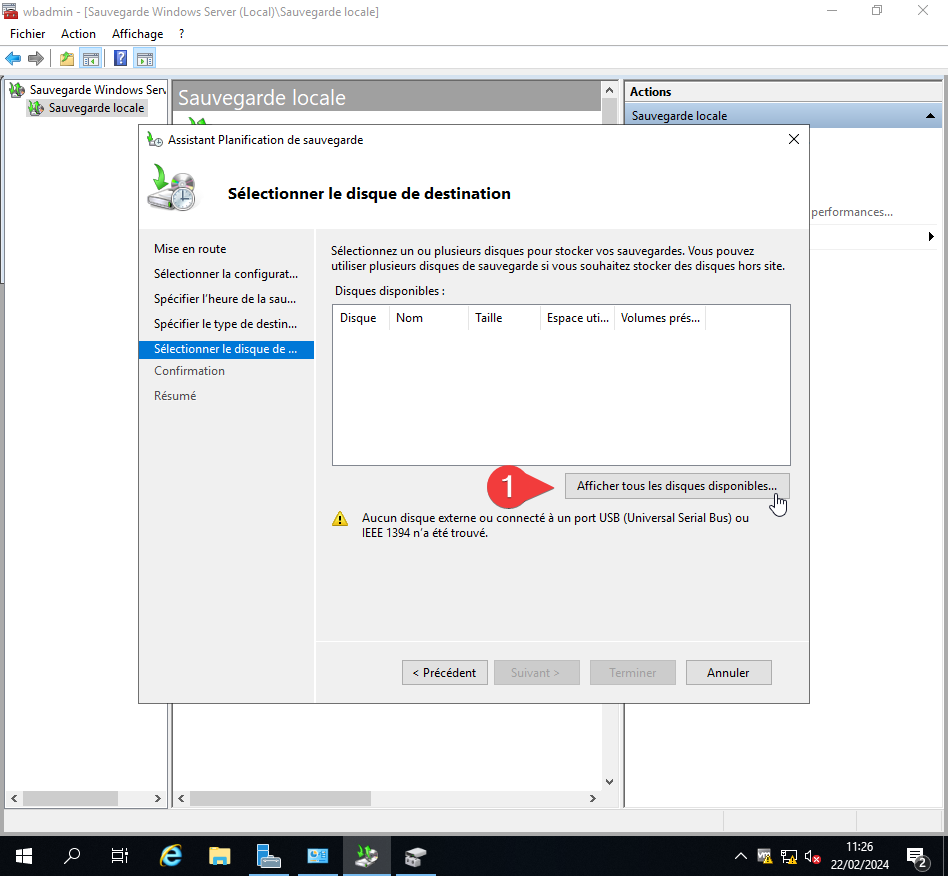 wbadmin - [Sauvegarde Windows Server (Local)\Sauvegarde locale]
Fichier Action Affichage ?
Sauvegarde Windows Serv
Sauvegarde locale
Sauvegarde locale
Actions
Sauvegarde locale
performances...
Assistant Planification de sauvegarde
Sélectionner le disque de destination
Mise en route
Sélectionner la configurat...
Spécifier l'heure de la sau...
Spécifier le type de destin...
Sélectionner le disque de ...
Confirmation
Résumé
Sélectionnez un ou plusieurs disques pour stocker vos sauvegardes. Vous pouvez
utiliser plusieurs disques de sauvegarde si vous souhaitez stocker des disques hors site.
Disques disponibles :
Disque Nom Taille Espace uti... Volumes prés...
1
Afficher tous les disques disponibles...
Aucun disque externe ou connecté à un port USB (Universal Serial Bus) ou
IEEE 1394 n'a été trouvé.
< Précédent Suivant > Terminer Annuler
11:26
22/02/2024
2